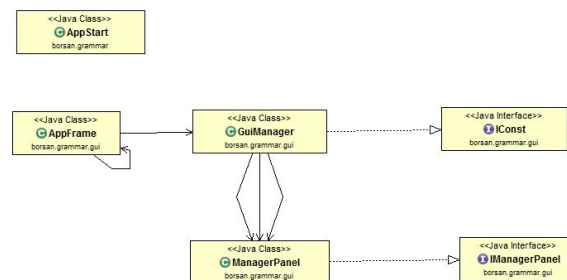 <<Java Class>>
AppStart
borsan.grammar
<<Java Class>>
AppFrame
borsan.grammar.gui
<<Java Class>>
GuiManager
borsan.grammar.gui
<<Java Interface>>
IConst
borsan.grammar.gui
<<Java Class>>
ManagerPanel
borsan.grammar.gui
<<Java Interface>>
IManagerPanel
borsan.grammar.gui